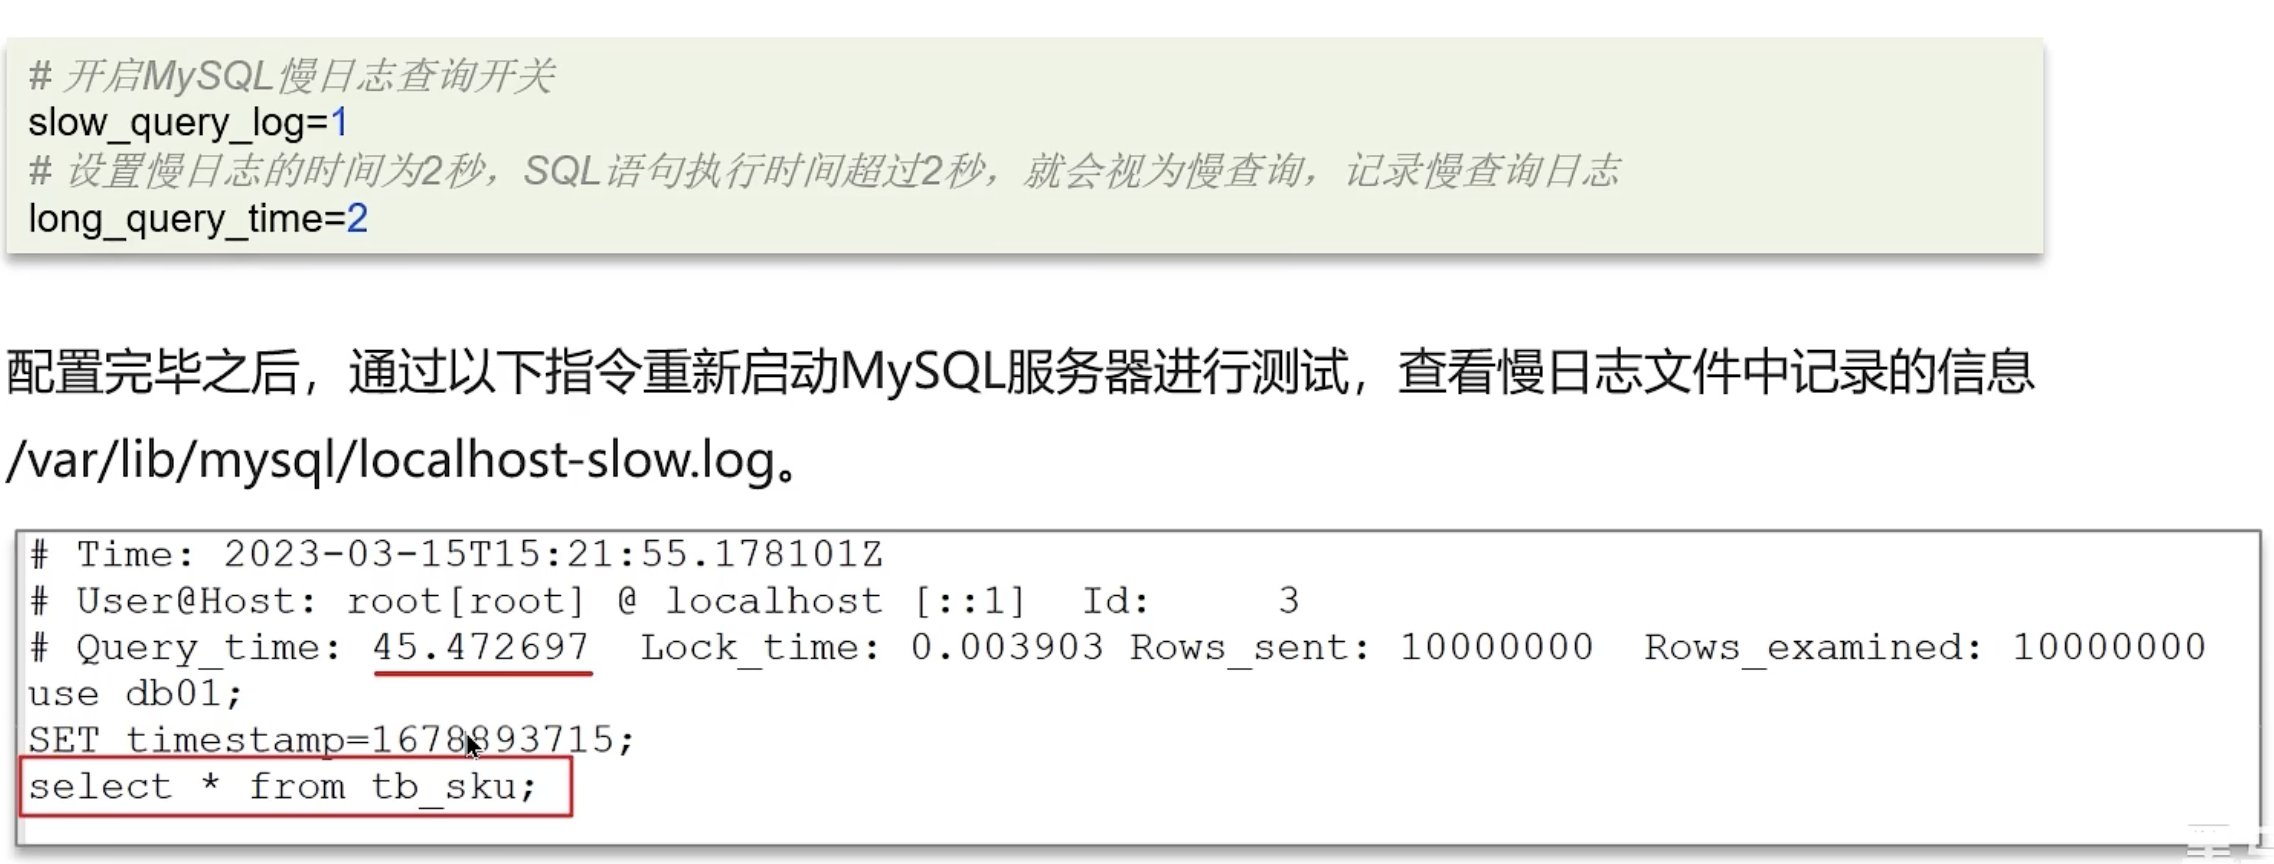 # 开启MySQL慢日志查询开关
slow_query_log=1
# 设置慢日志的时间为2秒，SQL语句执行时间超过2秒，就会视为慢查询，记录慢查询日志
long_query_time=2
配置完毕之后，通过以下指令重新启动MySQL服务器进行测试，查看慢日志文件中记录的信息
/var/lib/mysql/localhost-slow.log。
# Time: 2023-03-15T15:21:55.178101Z
# User@Host: root[root] @ localhost [::1]  Id:     3
# Query_time: 45.472697  Lock_time: 0.003903 Rows_sent: 10000000  Rows_examined: 10000000
use db01;
SET timestamp=1678893715;
select * from tb_sku;